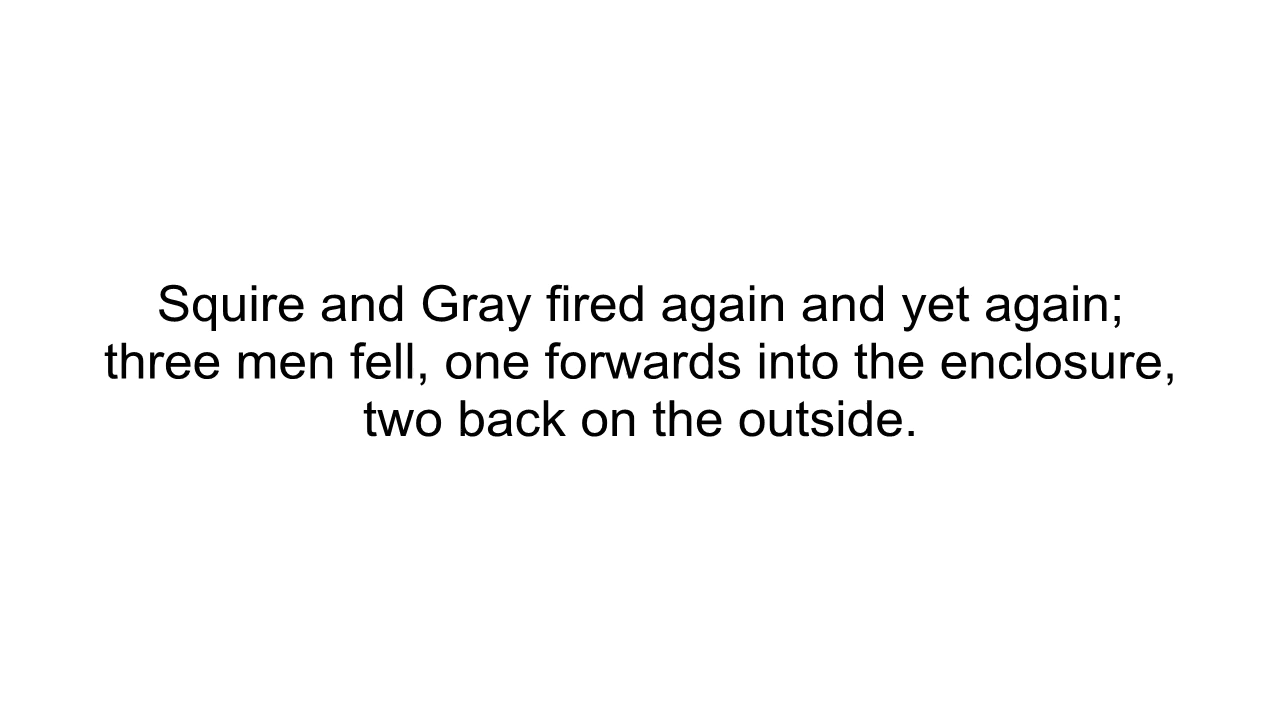 Squire and Gray fired again and yet again;
three men fell, one forwards into the enclosure,
two back on the outside.